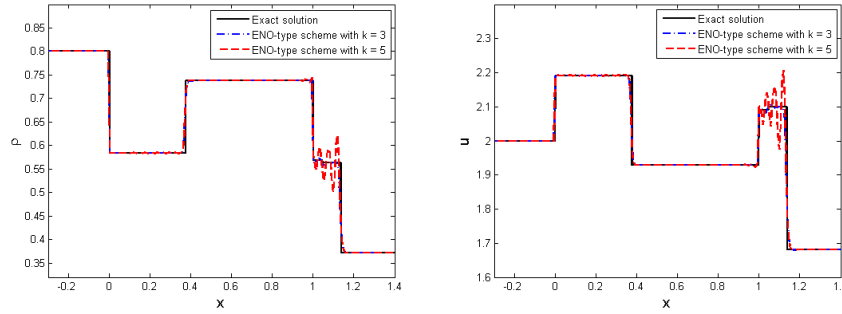 Exact solution
ENO-type scheme with k = 3
ENO-type scheme with k = 5
0.8
0.75
0.7
0.65
0.6
0.55
0.5
0.45
0.4
0.35
ρ
-0.2 0 0.2 0.4 0.6 0.8 1 1.2 1.4
x
Exact solution
ENO-type scheme with k = 3
ENO-type scheme with k = 5
2.2
2.1
2
1.9
1.8
1.7
1.6
u
-0.2 0 0.2 0.4 0.6 0.8 1 1.2 1.4
x